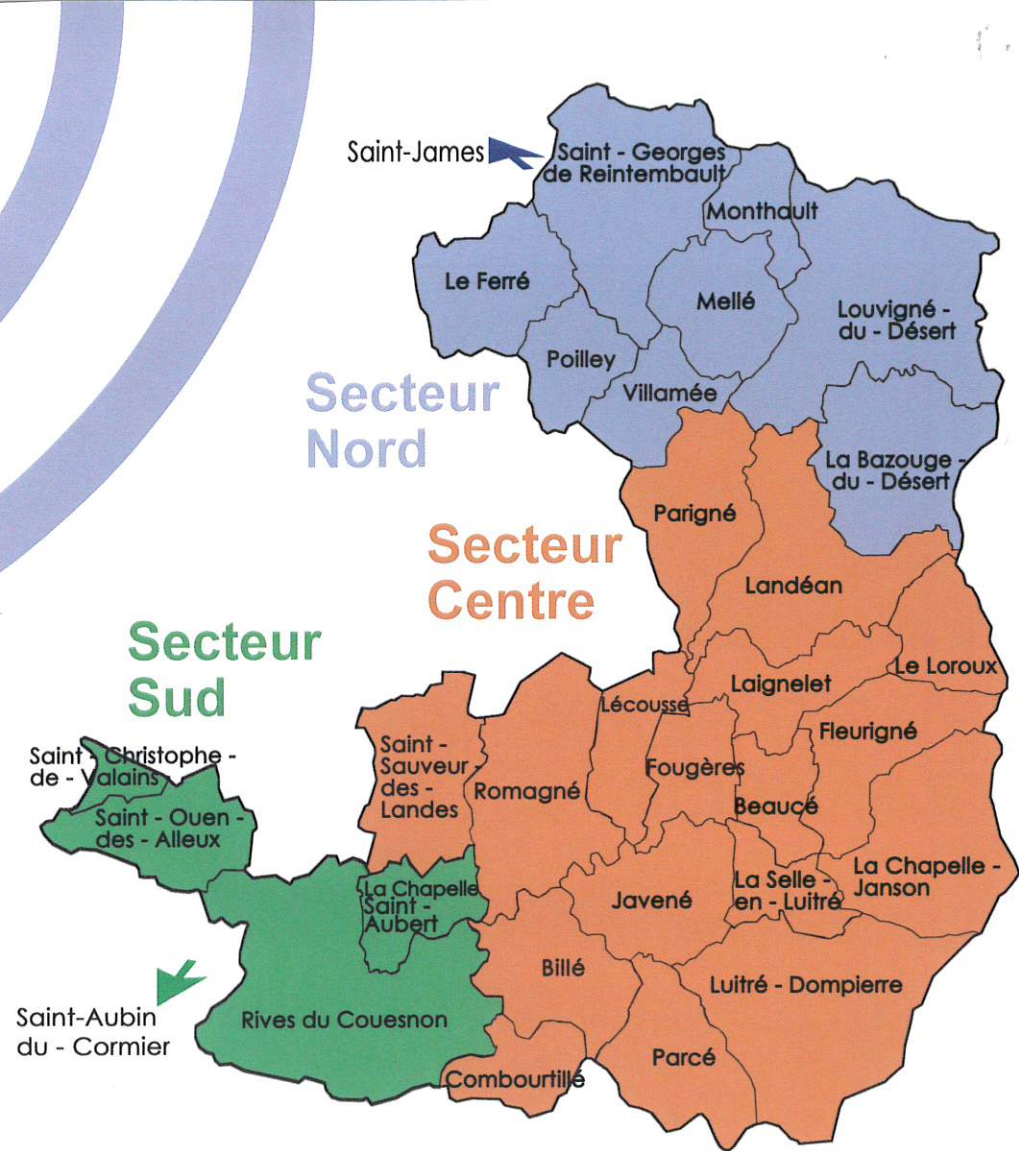 Saint-James
Saint - Georges
de Reintembault
Monthault
Le Ferré
Mellé
Louvigné -
du - Désert
Poilley
Villamée
Secteur
Nord
La Bazouge -
du - Désert
Parigné
Secteur
Centre
Landéan
Secteur
Sud
Le Loroux
Laignelet
Lécousse
Fleurigné
Saint -
Sauveur
des -
Landes
Saint - Christophe -
de - Valains
Romagné
Fougères
Beaucé
Saint - Ouen -
des - Alleux
La Chapelle -
Janson
La Chapelle
Saint -
Aubert
La Selle -
en - Luitré
Javené
Billé
Luitré - Dompierre
Saint-Aubin
du - Cormier
Rives du Couesnon
Parcé
Combourtillé